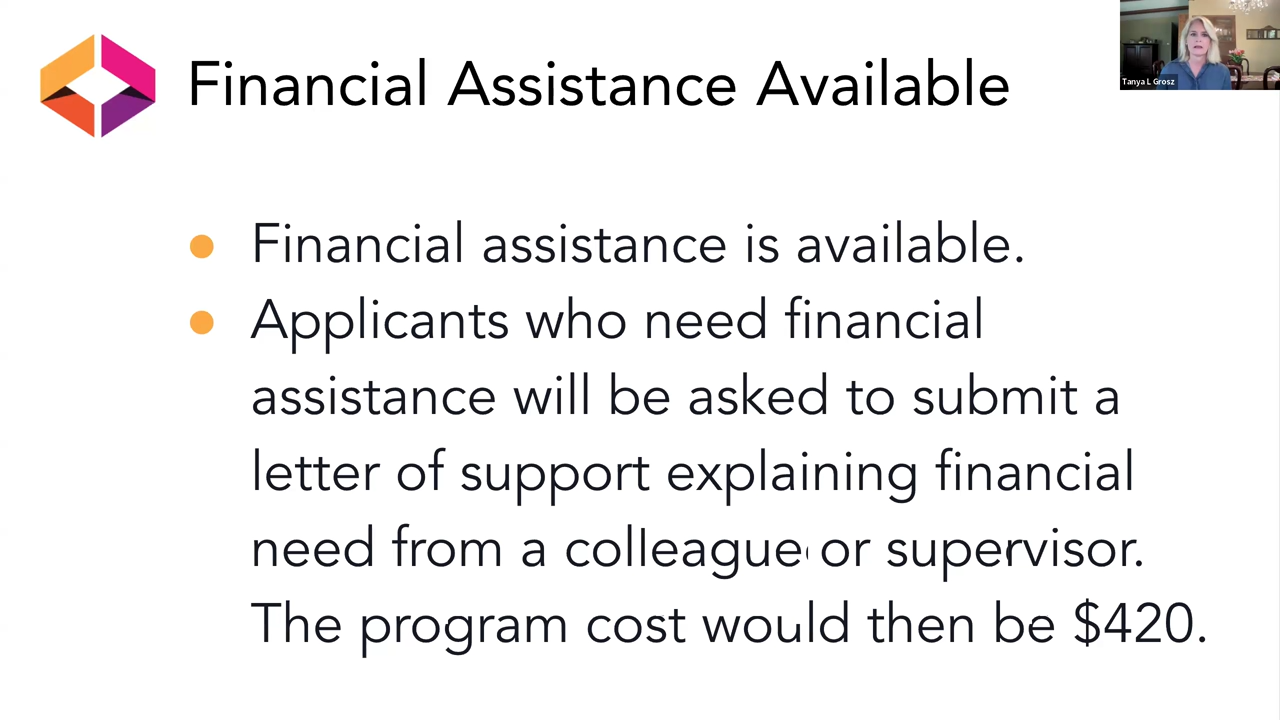 Financial Assistance Available
Tanya L Grosz
Financial assistance is available.
Applicants who need financial
assistance will be asked to submit a
letter of support explaining financial
need from a colleague or supervisor.
The program cost would then be $420.